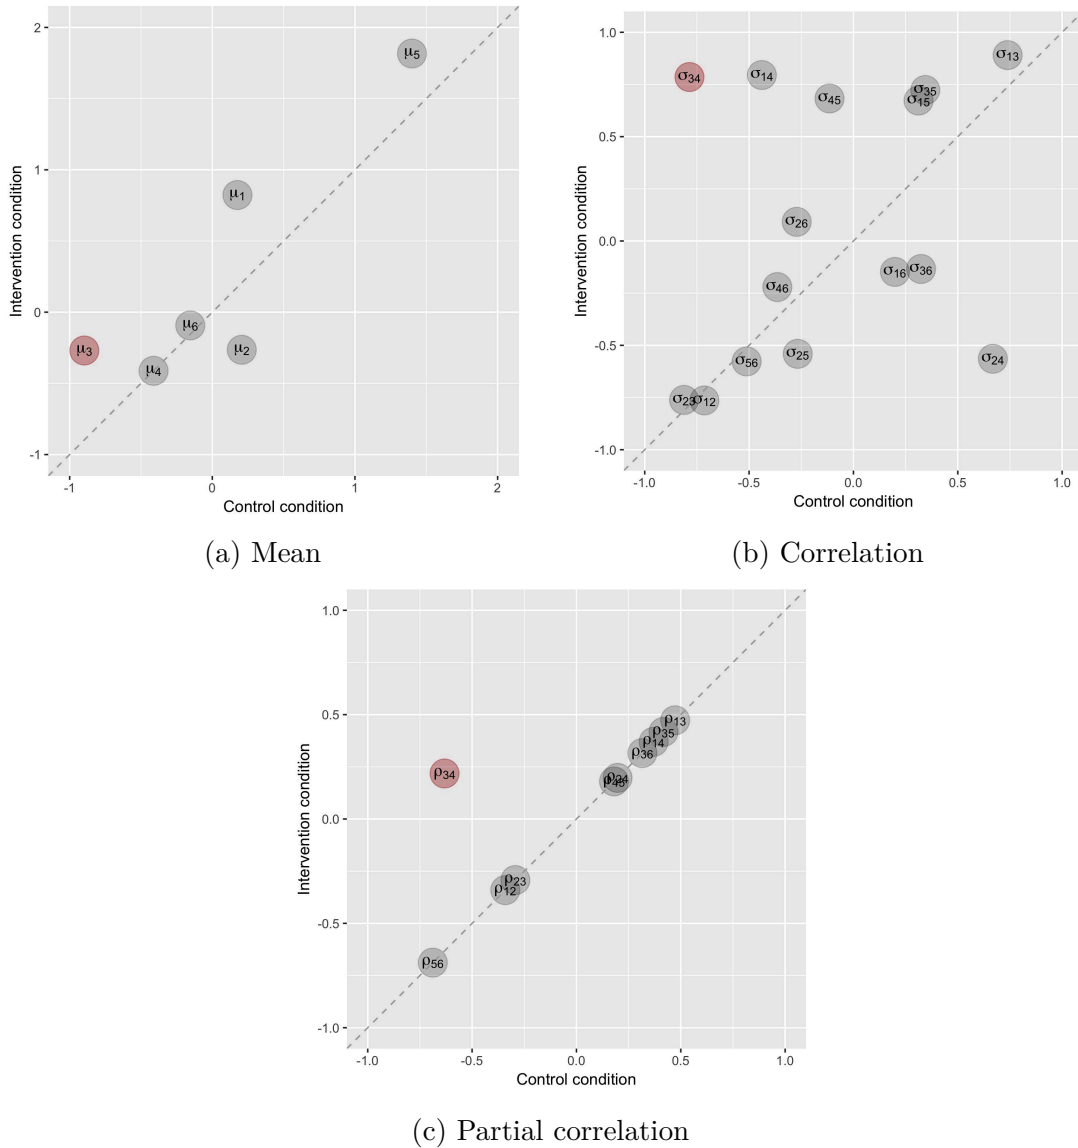 2
1
0
-1
-1
0
1
2
Intervention condition
Control condition
μ5
μ1
μ6
μ3
μ2
μ4
(a) Mean
1.0
0.5
0.0
-0.5
-1.0
-1.0
-0.5
0.0
0.5
1.0
Intervention condition
Control condition
σ13
σ34
σ14
σ45
σ35
σ15
σ26
σ16
σ36
σ46
σ25
σ56
σ24
σ23
σ12
(b) Correlation
1.0
0.5
0.0
-0.5
-1.0
-1.0
-0.5
0.0
0.5
1.0
Intervention condition
Control condition
ρ13
ρ35
ρ14
ρ36
ρ34
ρ24
ρ45
ρ23
ρ12
ρ56
(c) Partial correlation